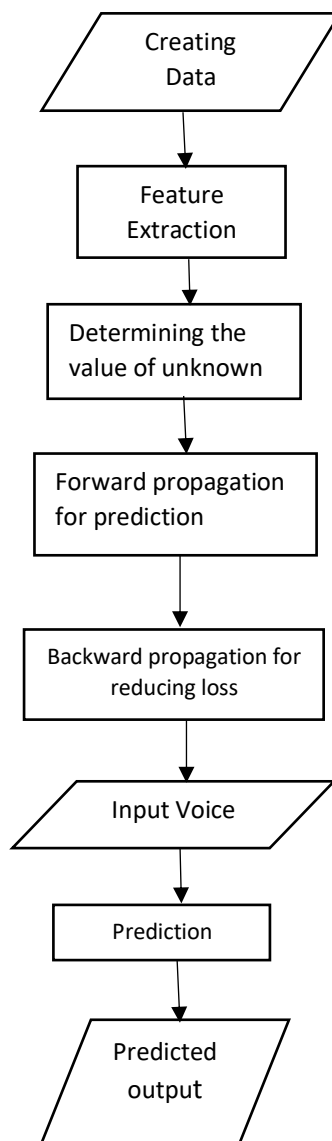 Creating
Data
Feature
Extraction
Determining the
value of unknown
Forward propagation
for prediction
Backward propagation for
reducing loss
Input Voice
Prediction
Predicted
output